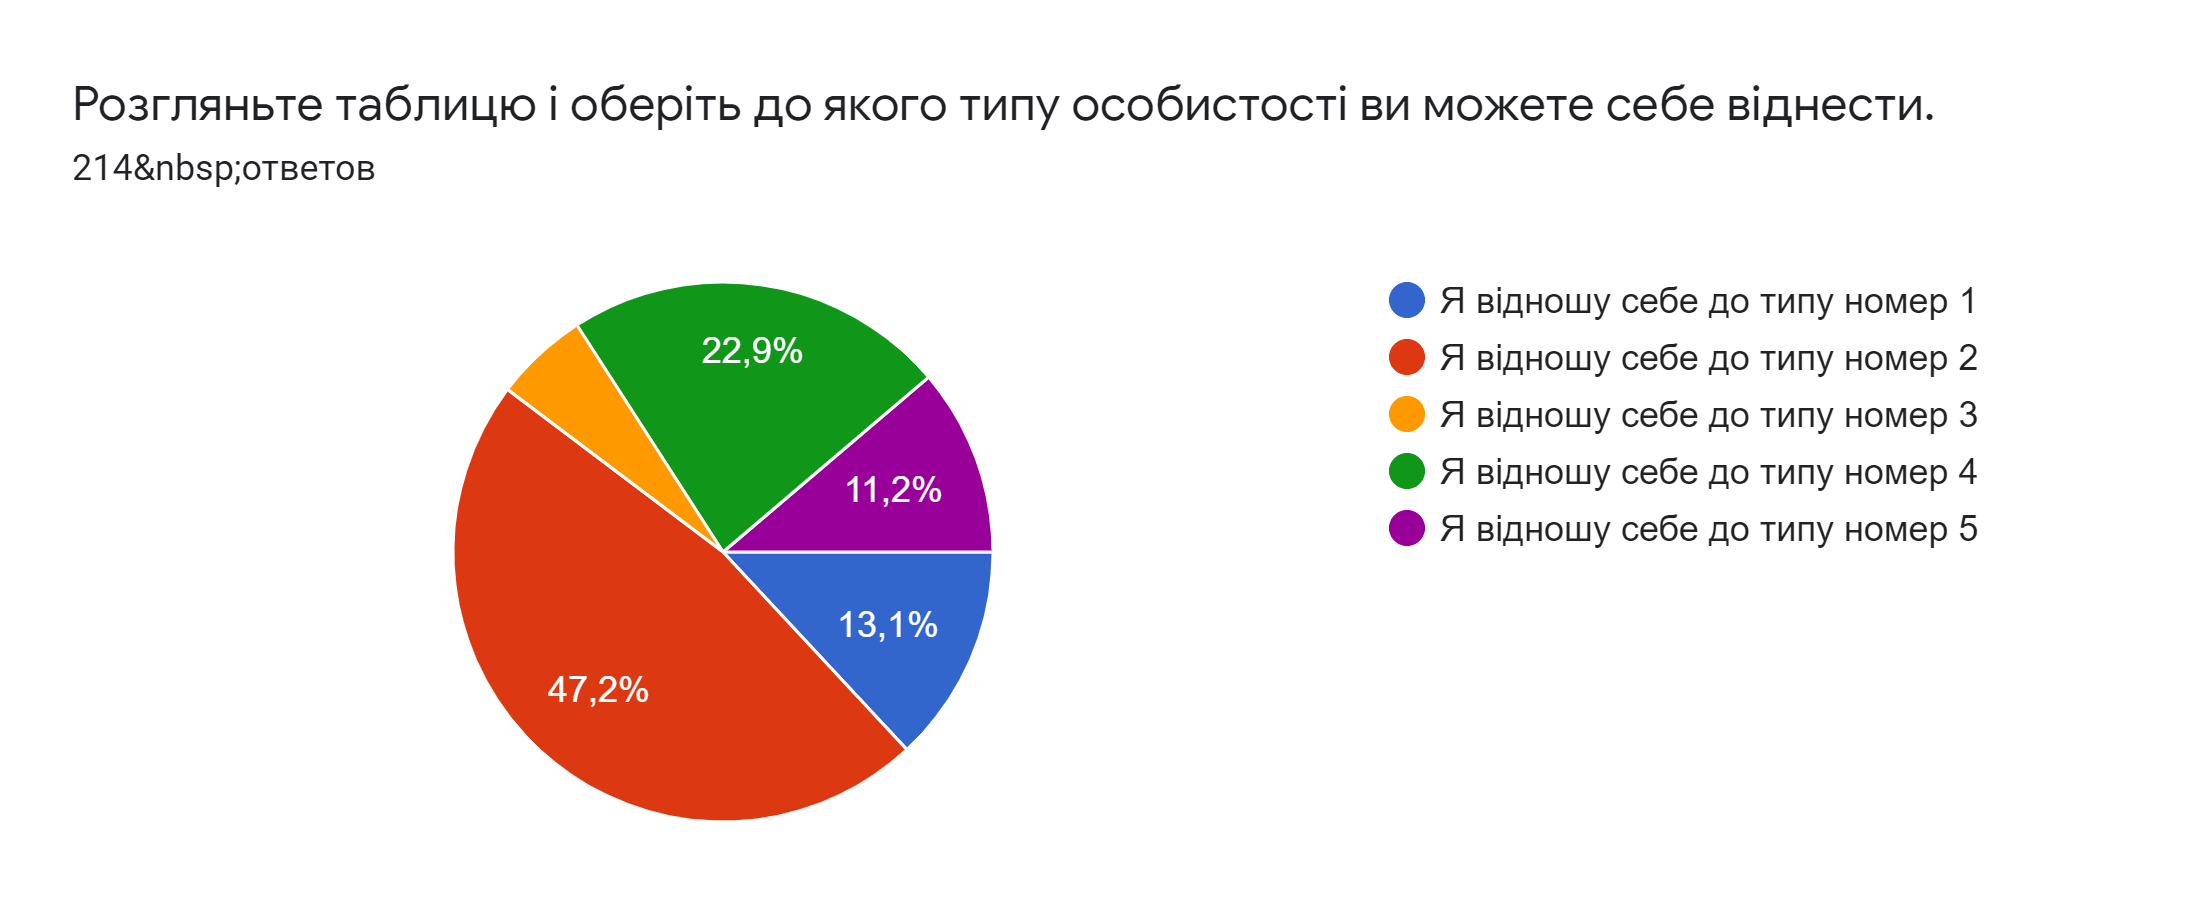 Розгляньте таблицю і оберіть до якого типу особистості ви можете себе віднести.
214&nbsp;ответов
22,9%
11,2%
13,1%
47,2%
Я відношу себе до типу номер 1
Я відношу себе до типу номер 2
Я відношу себе до типу номер 3
Я відношу себе до типу номер 4
Я відношу себе до типу номер 5